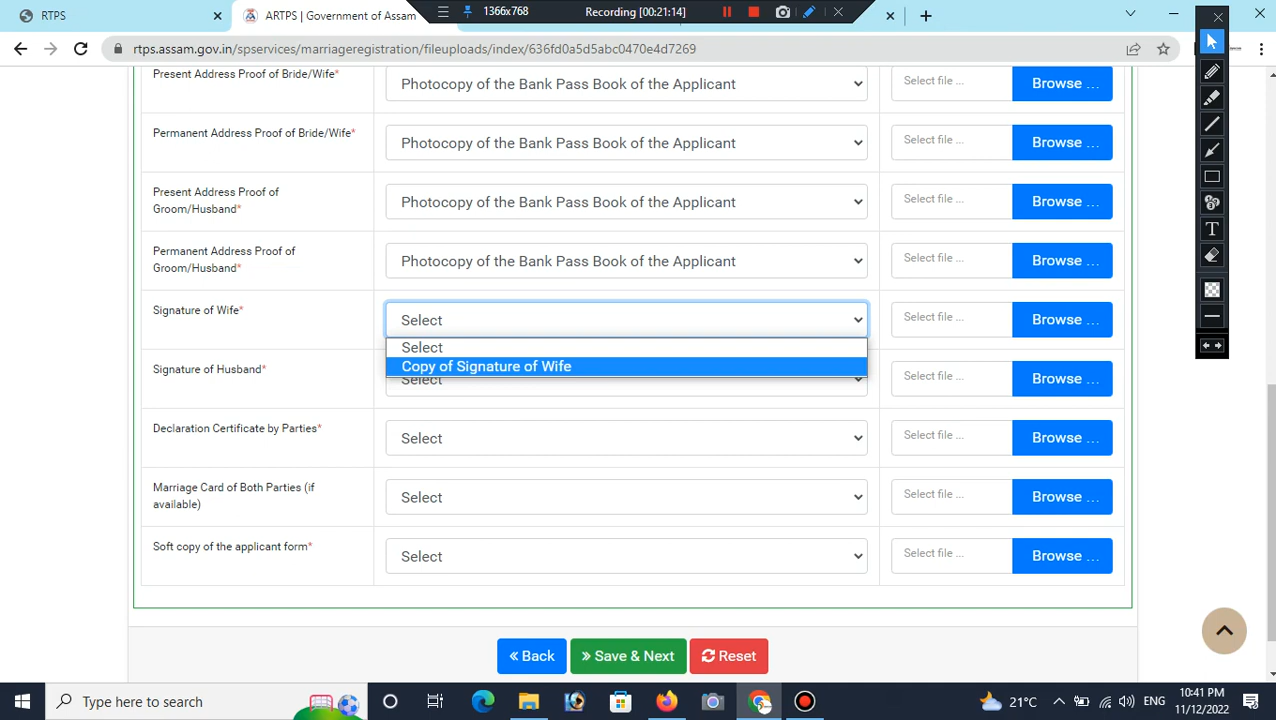 RTPS
ARTPS | Government of Assam
1366x768
Recording [00:21:14]
rtps.assam.gov.in/spservices/marriageregistration/fileuploads/index/636fd0a5d5abc0470e4d7269
Present Address Proof of Bride/Wife*
Photocopy of the Bank Pass Book of the Applicant
Select file ...
Browse ...
Permanent Address Proof of Bride/Wife*
Photocopy of the Bank Pass Book of the Applicant
Select file ...
Browse ...
Present Address Proof of
Groom/Husband*
Photocopy of the Bank Pass Book of the Applicant
Select file ...
Browse ...
Permanent Address Proof of
Groom/Husband*
Photocopy of the Bank Pass Book of the Applicant
Select file ...
Browse ...
Signature of Wife*
Select
Select file ...
Browse ...
Select
Copy of Signature of Wife
Signature of Husband*
Select
Select file ...
Browse ...
Declaration Certificate by Parties*
Select
Select file ...
Browse ...
Marriage Card of Both Parties (if
available)
Select
Select file ...
Browse ...
Soft copy of the applicant form*
Select
Select file ...
Browse ...
« Back
» Save & Next
Reset
T
Type here to search
21°C
ENG
10:41 PM
11/12/2022